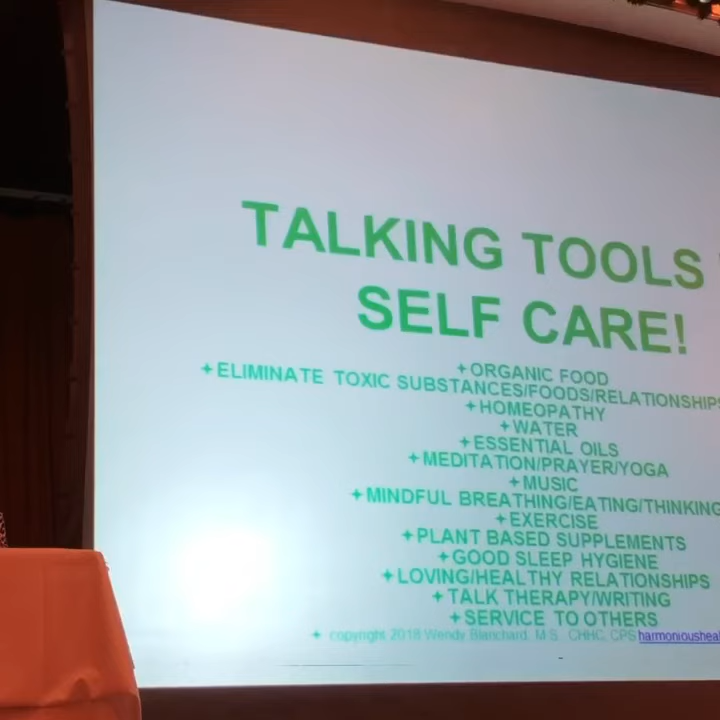 TALKING TOOLS
SELF CARE!
+ORGANIC FOOD
+ELIMINATE TOXIC SUBSTANCES/FOODS/RELATIONSHIPS
+HOMEOPATHY
+WATER
+ESSENTIAL OILS
+MEDITATION/PRAYER/YOGA
+MUSIC
+MINDFUL BREATHING/EATING/THINKING
+EXERCISE
+PLANT BASED SUPPLEMENTS
+GOOD SLEEP HYGIENE
+LOVING/HEALTHY RELATIONSHIPS
+TALK THERAPY/WRITING
+SERVICE TO OTHERS
+ copyright 2018 Wendy Blanchard, M.S., CHHC, CPS harmonioushea